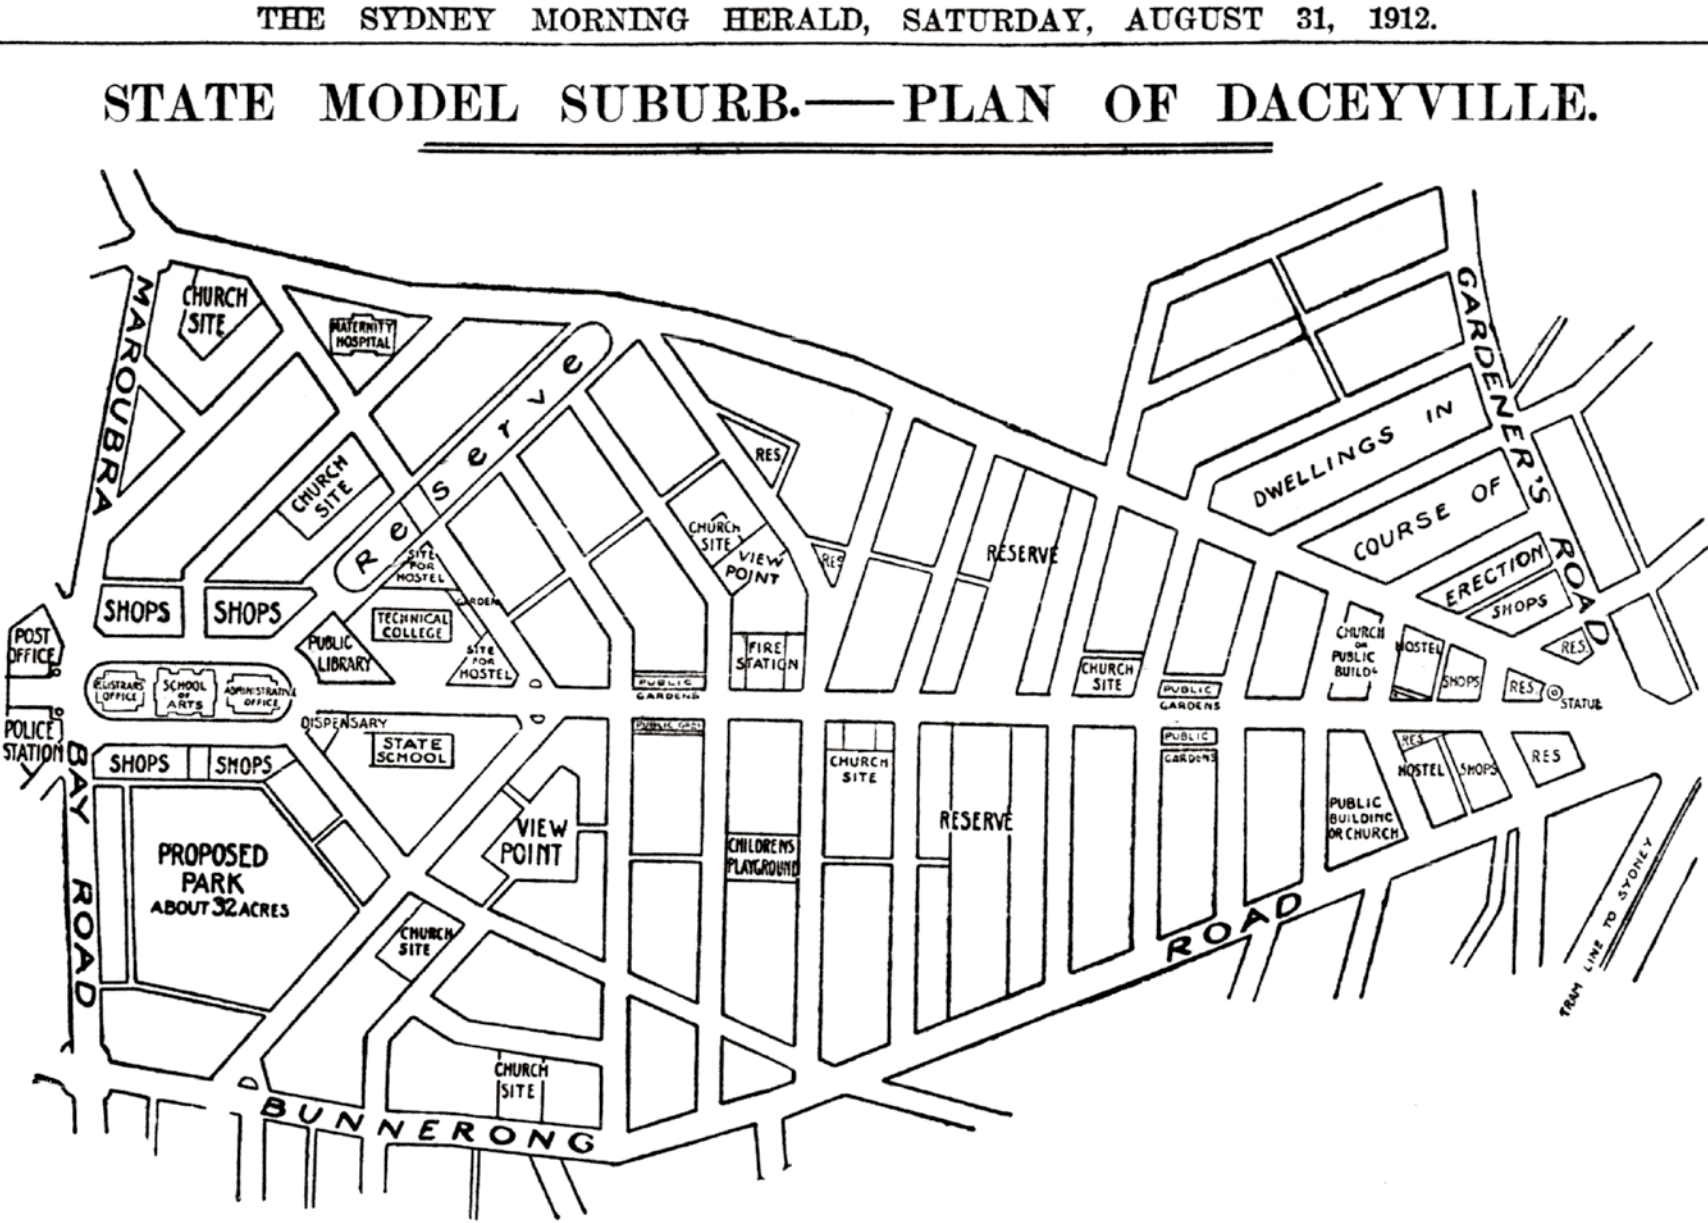 THE SYDNEY MORNING HERALD, SATURDAY, AUGUST 31, 1912.
STATE MODEL SUBURB.—PLAN OF DACEYVILLE.
MAROUBRA
BAY ROAD
CHURCH
SITE
MATERNITY
HOSPITAL
Reserve
CHURCH
SITE
SHOPS
SHOPS
POST
OFFICE
POLICE
STATION
REGISTRARS
OFFICE
SCHOOL
OF
ARTS
ADMINISTRATIVE
OFFICE
PUBLIC
LIBRARY
SITE
FOR
HOSTEL
GARDEN
TECHNICAL
COLLEGE
SITE
FOR
HOSTEL
DISPENSARY
STATE
SCHOOL
SHOPS
SHOPS
PROPOSED
PARK
ABOUT 32 ACRES
VIEW
POINT
CHURCH
SITE
CHURCH
SITE
BUNNERONG
ROAD
RES.
CHURCH
SITE
VIEW
POINT
RES
FIRE
STATION
PUBLIC
GARDENS
PUBLIC GARD
CHILDRENS
PLAYGROUND
CHURCH
SITE
RESERVE
RESERVE
CHURCH
SITE
PUBLIC
GARDENS
PUBLIC
GARDENS
DWELLINGS IN
COURSE OF
ERECTION
SHOPS
GARDENER'S ROAD
RES.
CHURCH
OR
PUBLIC
BUILDG
HOSTEL
SHOPS
RES.
STATUE
RES.
HOSTEL
SHOPS
RES
PUBLIC
BUILDING
OR CHURCH
TRAM LINE TO SYDNEY